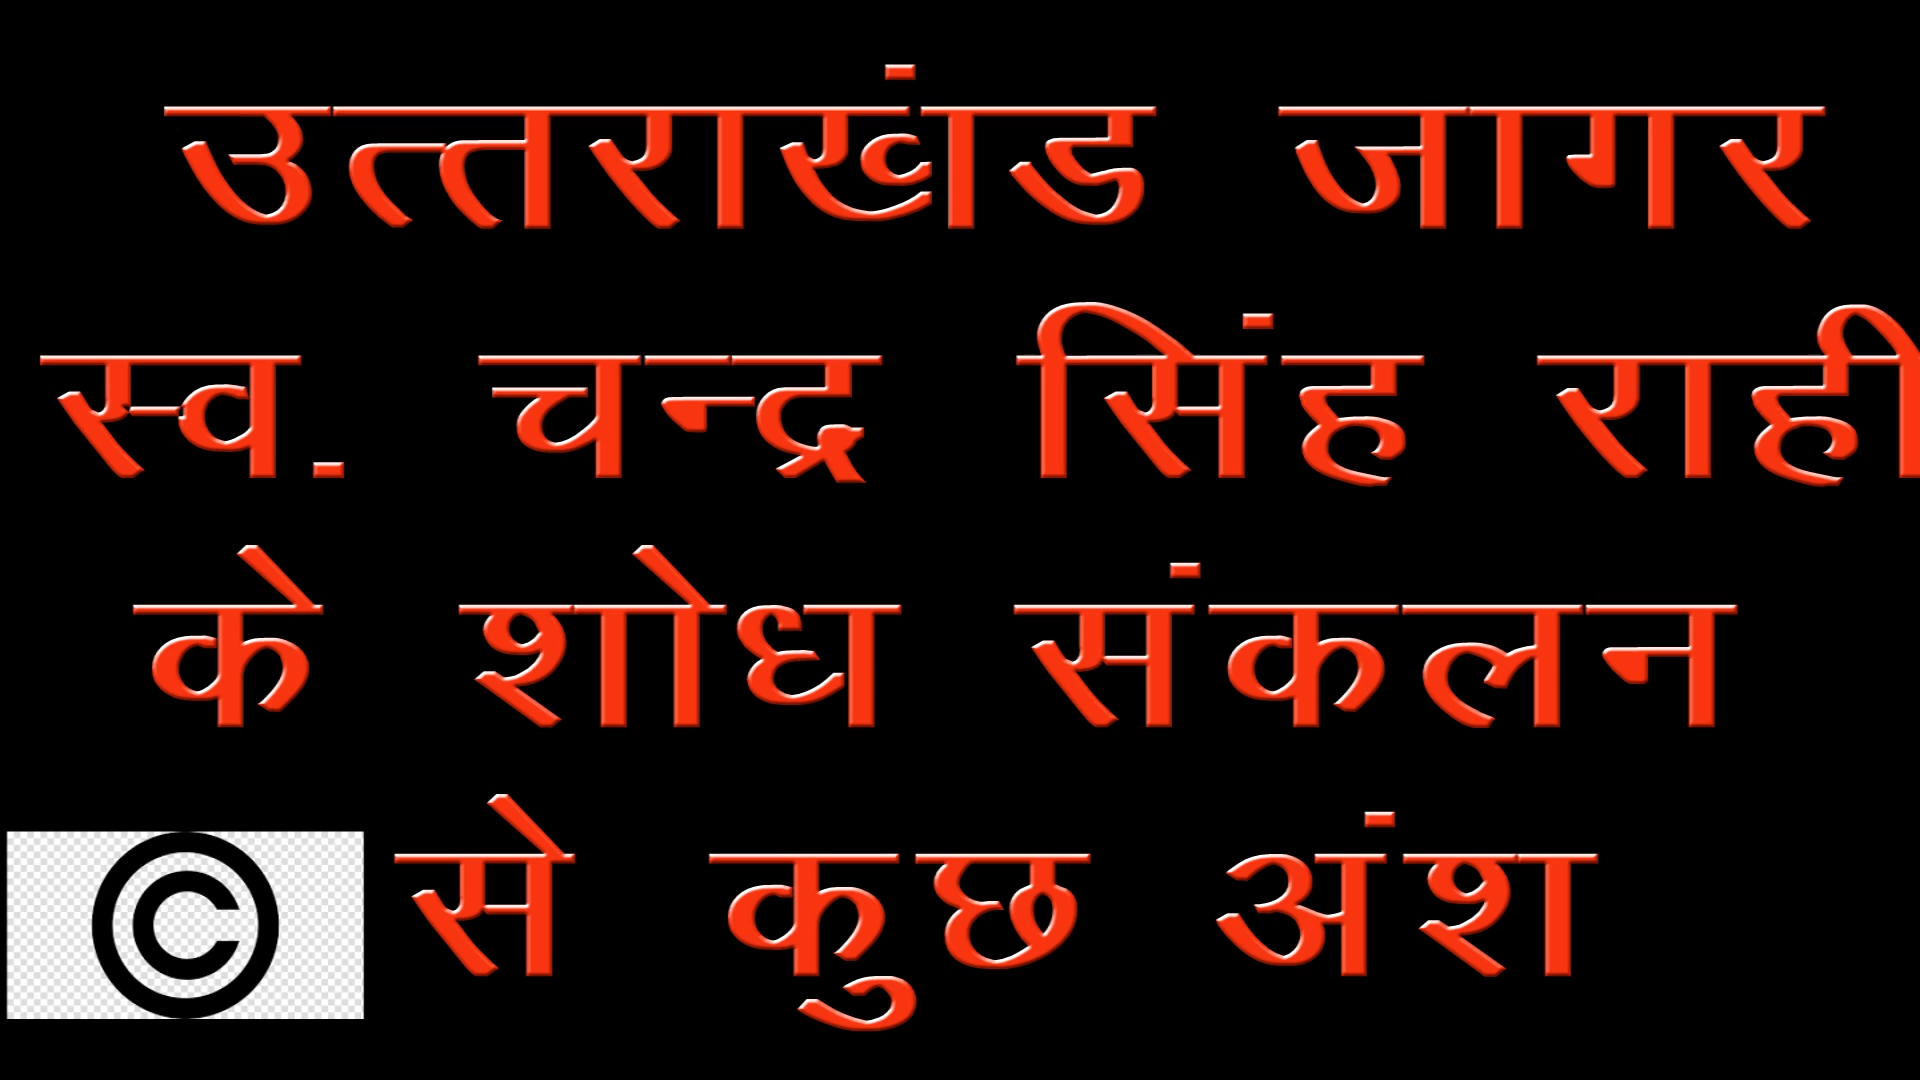 उत्तराखंड जागर
स्व. चन्द्र सिंह राही
के शोध संकलन
© से कुछ अंश